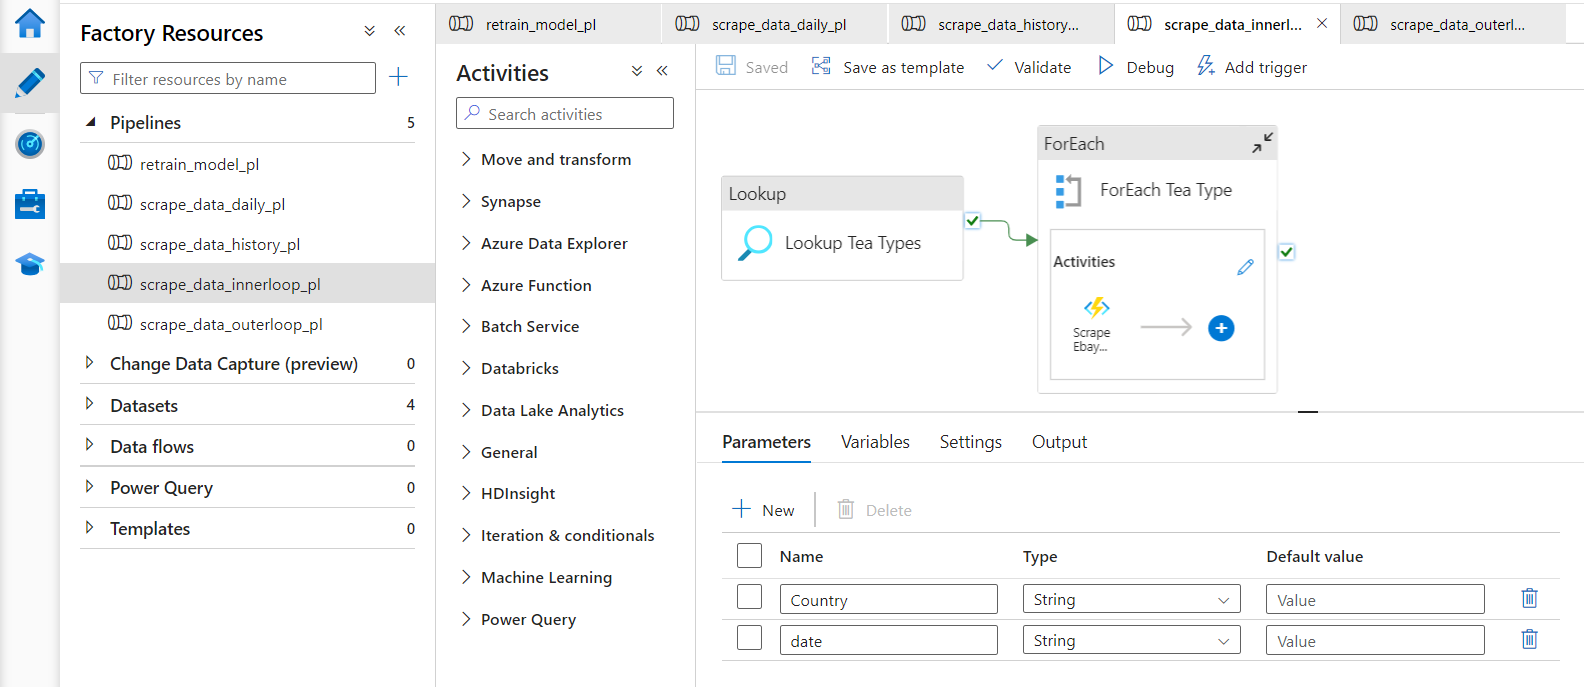 Factory Resources
Filter resources by name
Pipelines 5
retrain_model_pl
scrape_data_daily_pl
scrape_data_history_pl
scrape_data_innerloop_pl
scrape_data_outerloop_pl
Change Data Capture (preview) 0
Datasets 4
Data flows 0
Power Query 0
Templates 0
retrain_model_pl
scrape_data_daily_pl
scrape_data_history...
scrape_data_innerl...
scrape_data_outerl...
Activities
Search activities
Move and transform
Synapse
Azure Data Explorer
Azure Function
Batch Service
Databricks
Data Lake Analytics
General
HDInsight
Iteration & conditionals
Machine Learning
Power Query
Saved
Save as template
Validate
Debug
Add trigger
Lookup
Lookup Tea Types
ForEach
ForEach Tea Type
Activities
Scrape
Ebay...
Parameters
Variables
Settings
Output
New
Delete
Name Type Default value
Country String Value
date String Value